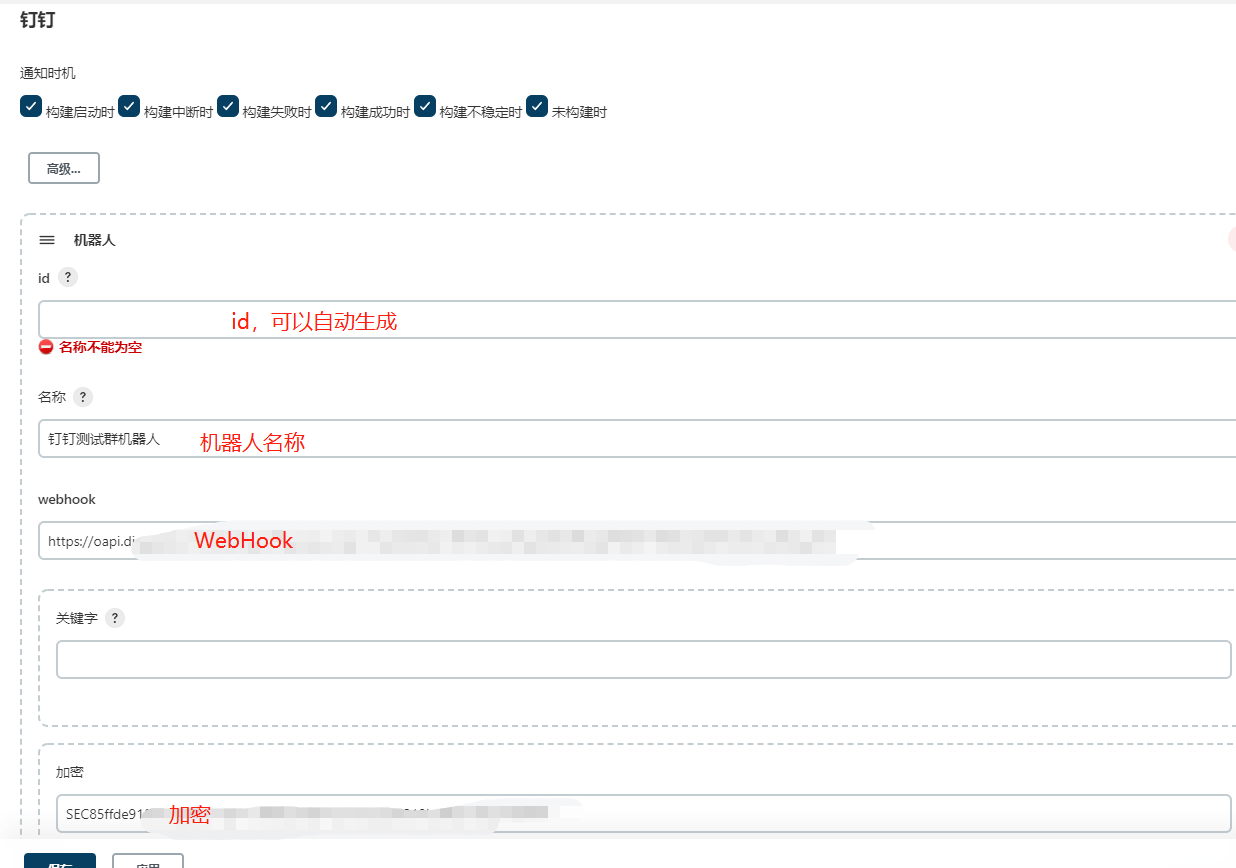 钉钉
通知时机
构建启动时 构建中断时 构建失败时 构建成功时 构建不稳定时 未构建时
高级...
机器人
id ?
id，可以自动生成
名称不能为空
名称 ?
钉钉测试群机器人 机器人名称
webhook
https://oapi.di WebHook
关键字 ?
加密
SEC85ffde91 加密